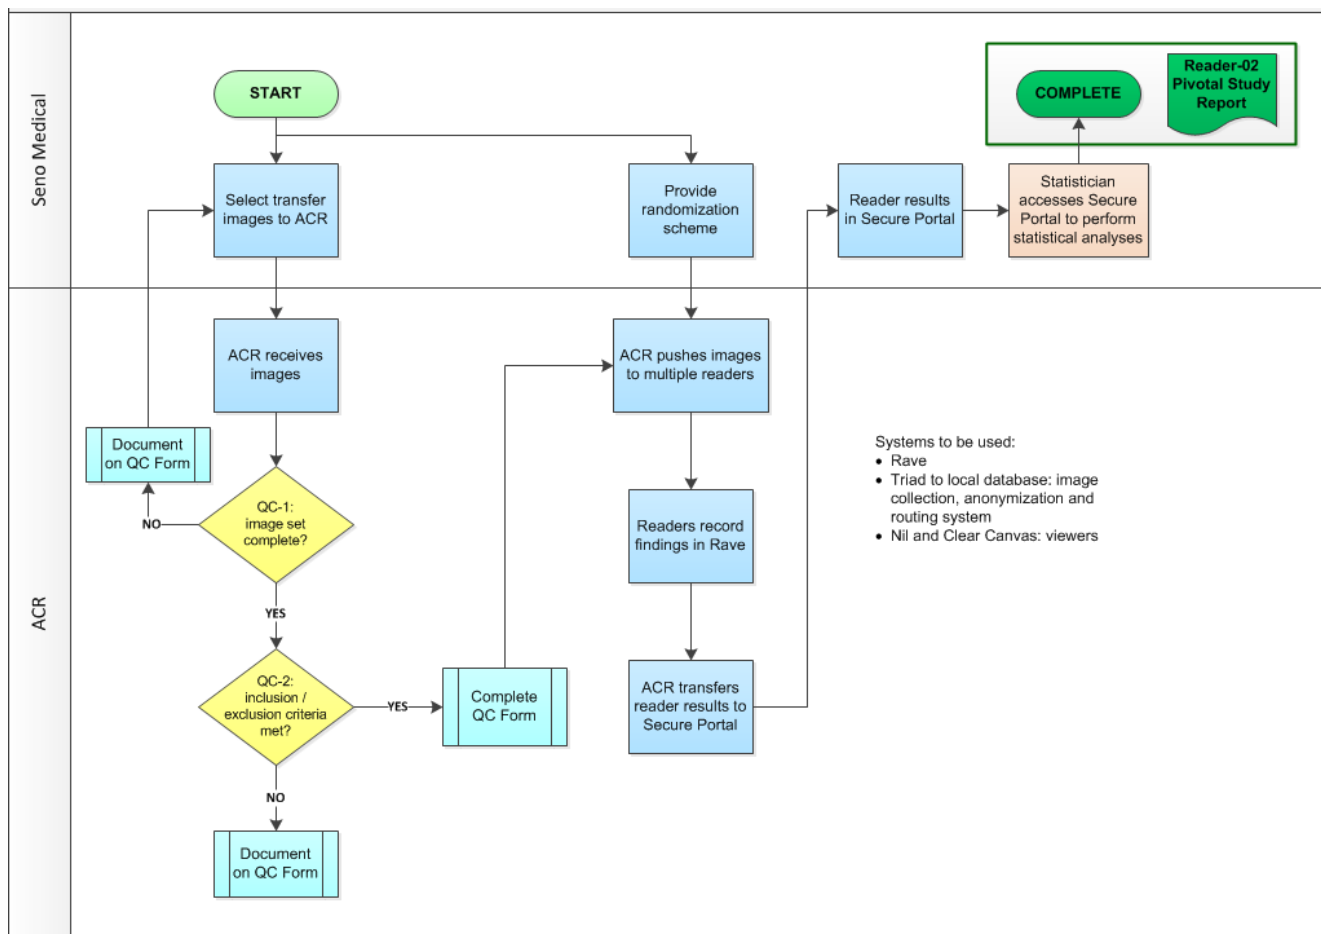 Seno Medical
START
COMPLETE
Reader-02
Pivotal Study
Report
Select transfer
images to ACR
Provide
randomization
scheme
Reader results
in Secure Portal
Statistician
accesses Secure
Portal to perform
statistical analyses
ACR
ACR receives
images
ACR pushes images
to multiple readers
Document
on QC Form
QC-1:
image set
complete?
NO
YES
Readers record
findings in Rave
Systems to be used:
• Rave
• Triad to local database: image
collection, anonymization and
routing system
• Nil and Clear Canvas: viewers
QC-2:
inclusion /
exclusion criteria
met?
YES
Complete
QC Form
ACR transfers
reader results to
Secure Portal
NO
Document
on QC Form